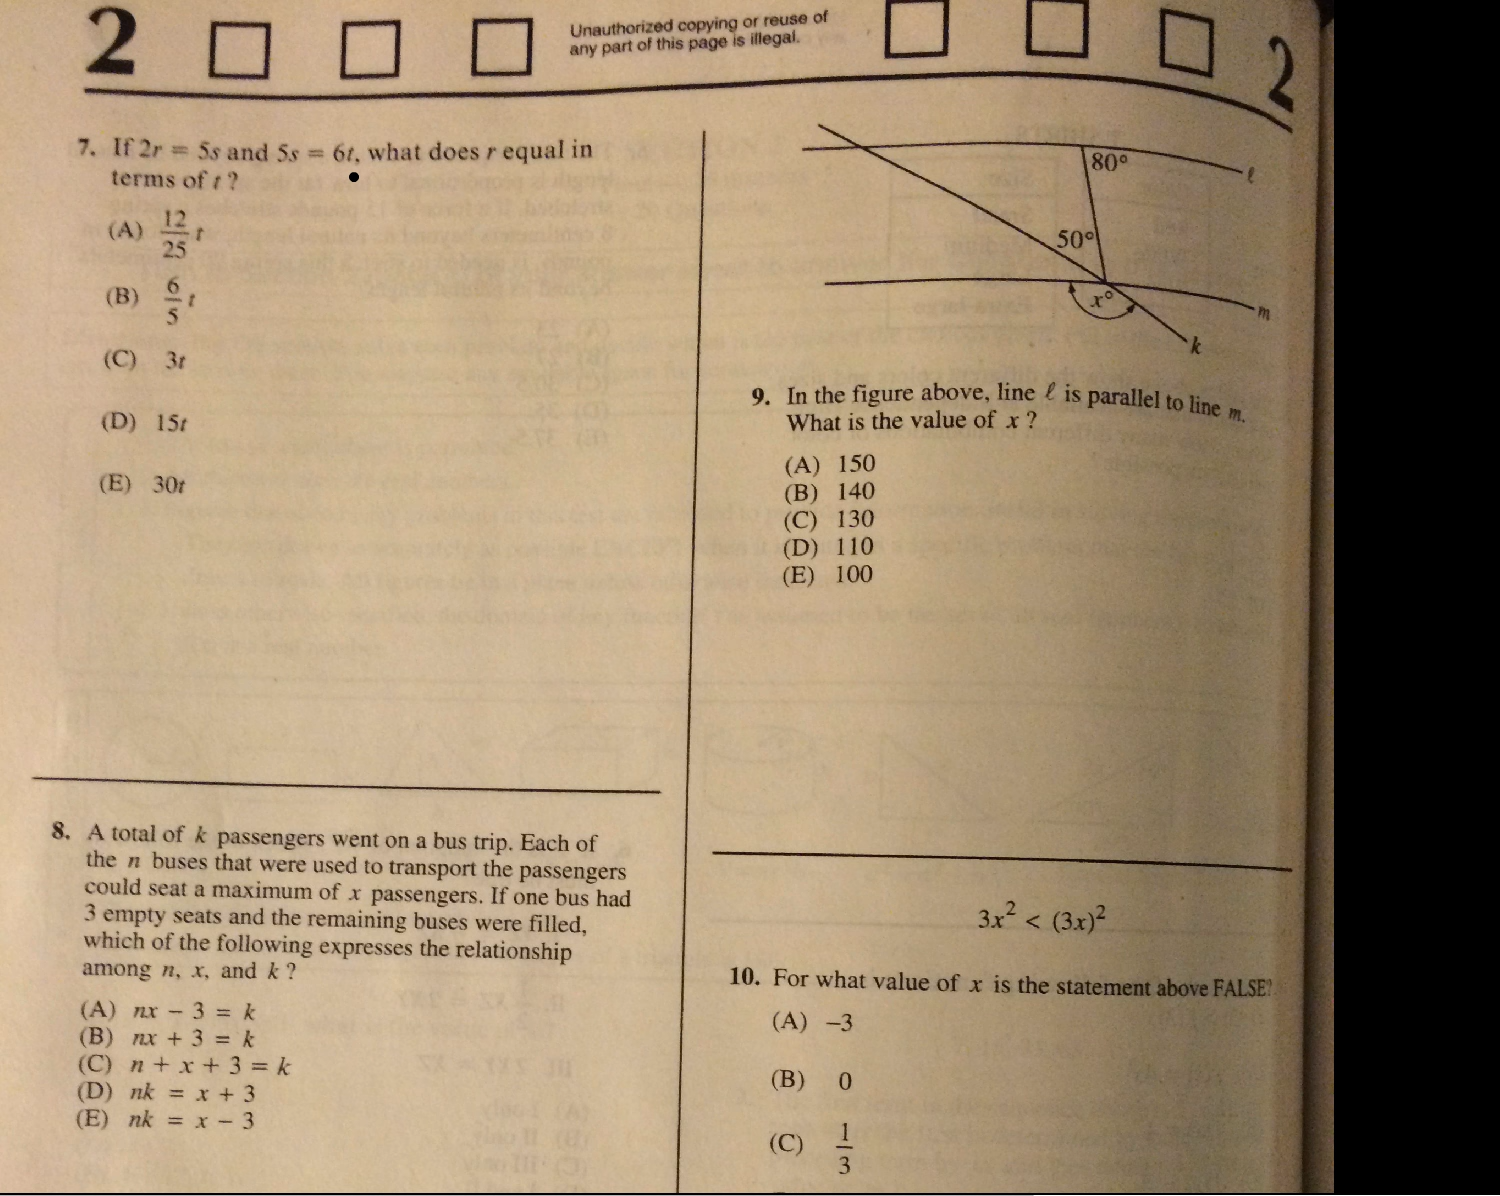 2
Unauthorized copying or reuse of
any part of this page is illegal.
2
7. If 2r = 5s and 5s = 6t, what does r equal in
terms of t ?
(A) 12/25 t
(B) 6/5 t
(C) 3t
(D) 15t
(E) 30t
8. A total of k passengers went on a bus trip. Each of
the n buses that were used to transport the passengers
could seat a maximum of x passengers. If one bus had
3 empty seats and the remaining buses were filled,
which of the following expresses the relationship
among n, x, and k ?
(A) nx − 3 = k
(B) nx + 3 = k
(C) n + x + 3 = k
(D) nk = x + 3
(E) nk = x − 3
80°
ℓ
50°
x°
m
k
9. In the figure above, line ℓ is parallel to line m.
What is the value of x ?
(A) 150
(B) 140
(C) 130
(D) 110
(E) 100
3x² < (3x)²
10. For what value of x is the statement above FALSE?
(A) −3
(B) 0
(C) 1/3